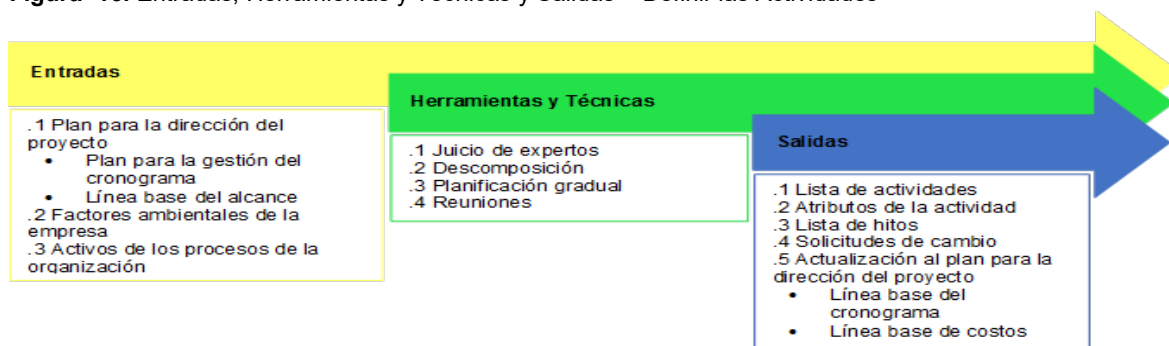 Entradas
.1 Plan para la dirección del
proyecto
• Plan para la gestión del
cronograma
• Línea base del alcance
.2 Factores ambientales de la
empresa
.3 Activos de los procesos de la
organización
Herramientas y Técnicas
.1 Juicio de expertos
.2 Descomposición
.3 Planificación gradual
.4 Reuniones
Salidas
.1 Lista de actividades
.2 Atributos de la actividad
.3 Lista de hitos
.4 Solicitudes de cambio
.5 Actualización al plan para la
dirección del proyecto
• Línea base del
cronograma
• Línea base de costos